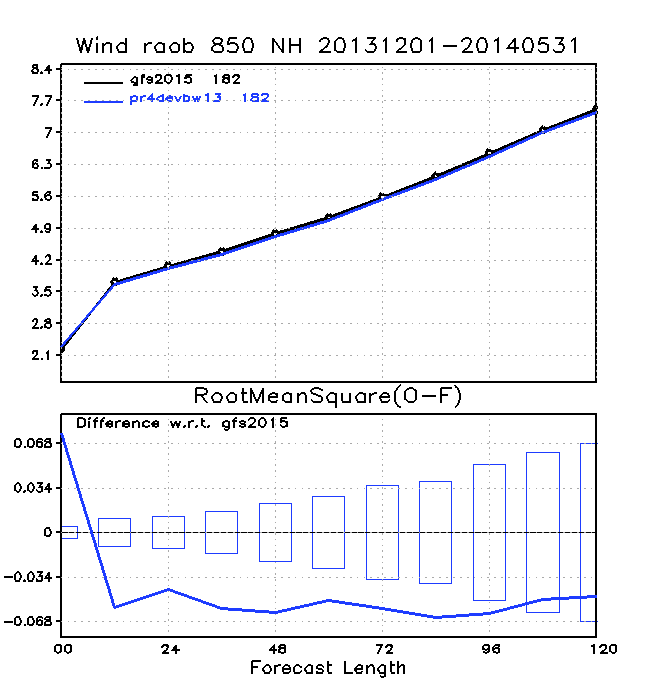 Wind raob 850 NH 20131201-20140531
8.4
7.7
7
6.3
5.6
4.9
4.2
3.5
2.8
2.1
gfs2015 182
pr4devbw13 182
RootMeanSquare(O-F)
Difference w.r.t. gfs2015
0.068
0.034
0
-0.034
-0.068
00 24 48 72 96 120
Forecast Length